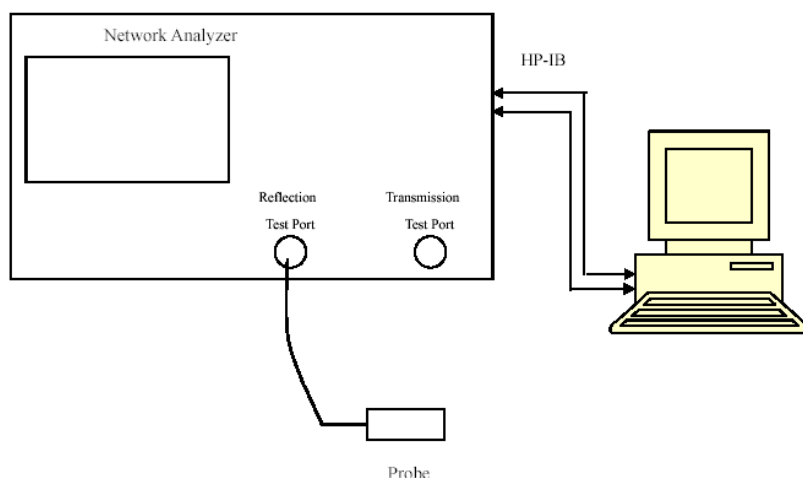 Network Analyzer
HP-IB
Reflection
Test Port
Transmission
Test Port
Probe